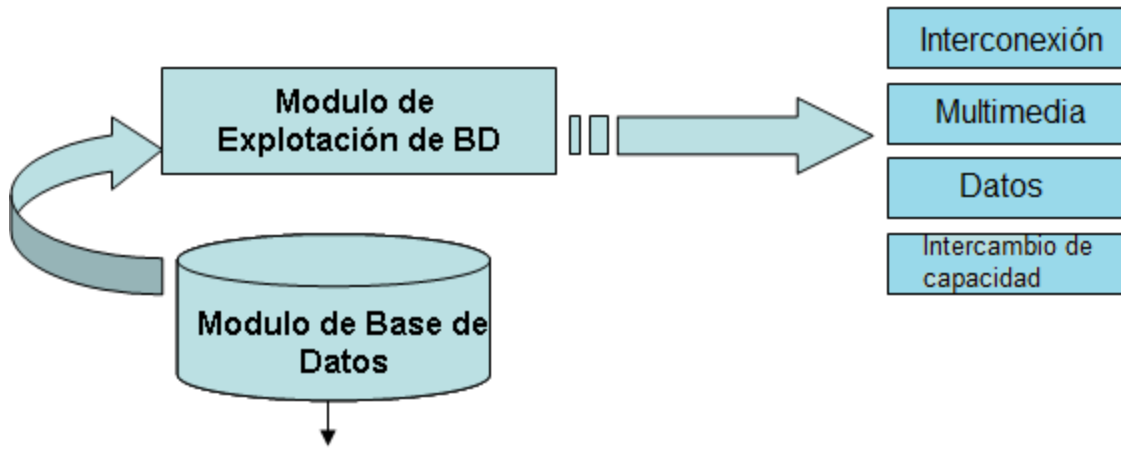 Modulo de
Explotación de BD
Modulo de Base de
Datos
Interconexión
Multimedia
Datos
Intercambio de
capacidad